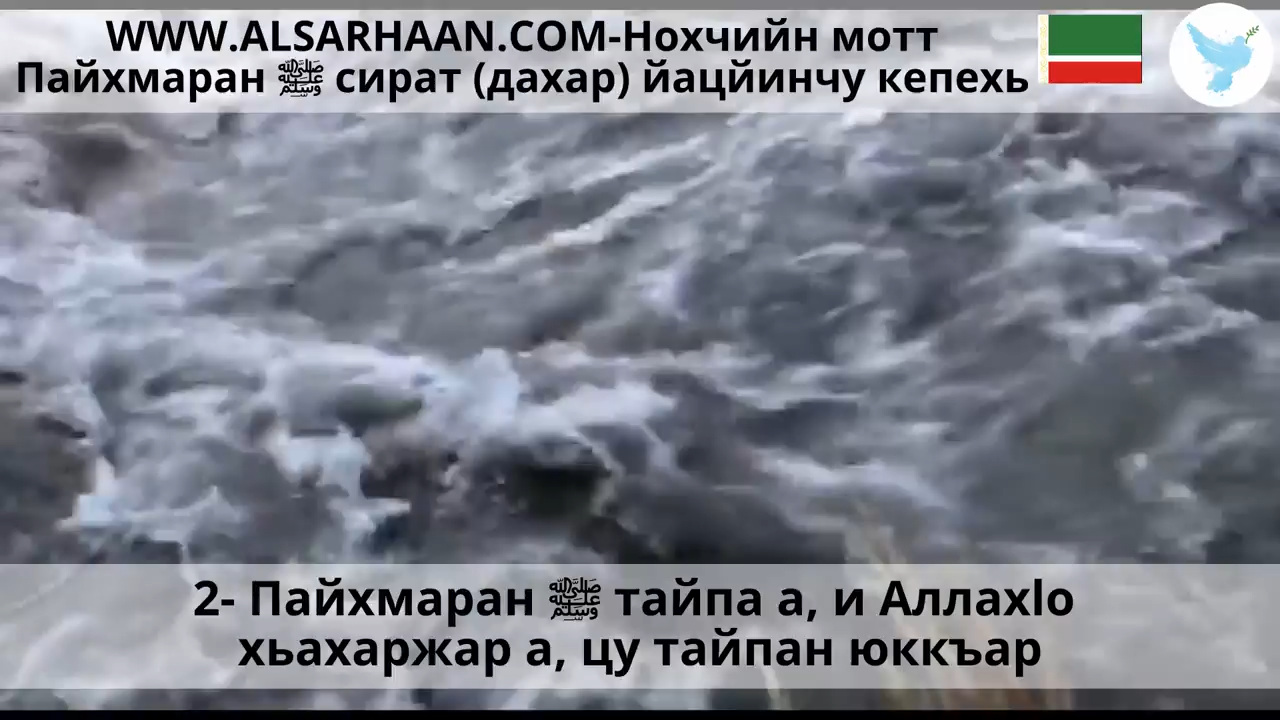 WWW.ALSARHAAN.COM-Нохчийн мотт
Пайхмаран ﷺ сират (дахар) йацйинчу кепехь
2- Пайхмаран ﷺ тайпа а, и Аллахlо
хьахаржар а, цу тайпан юккъар